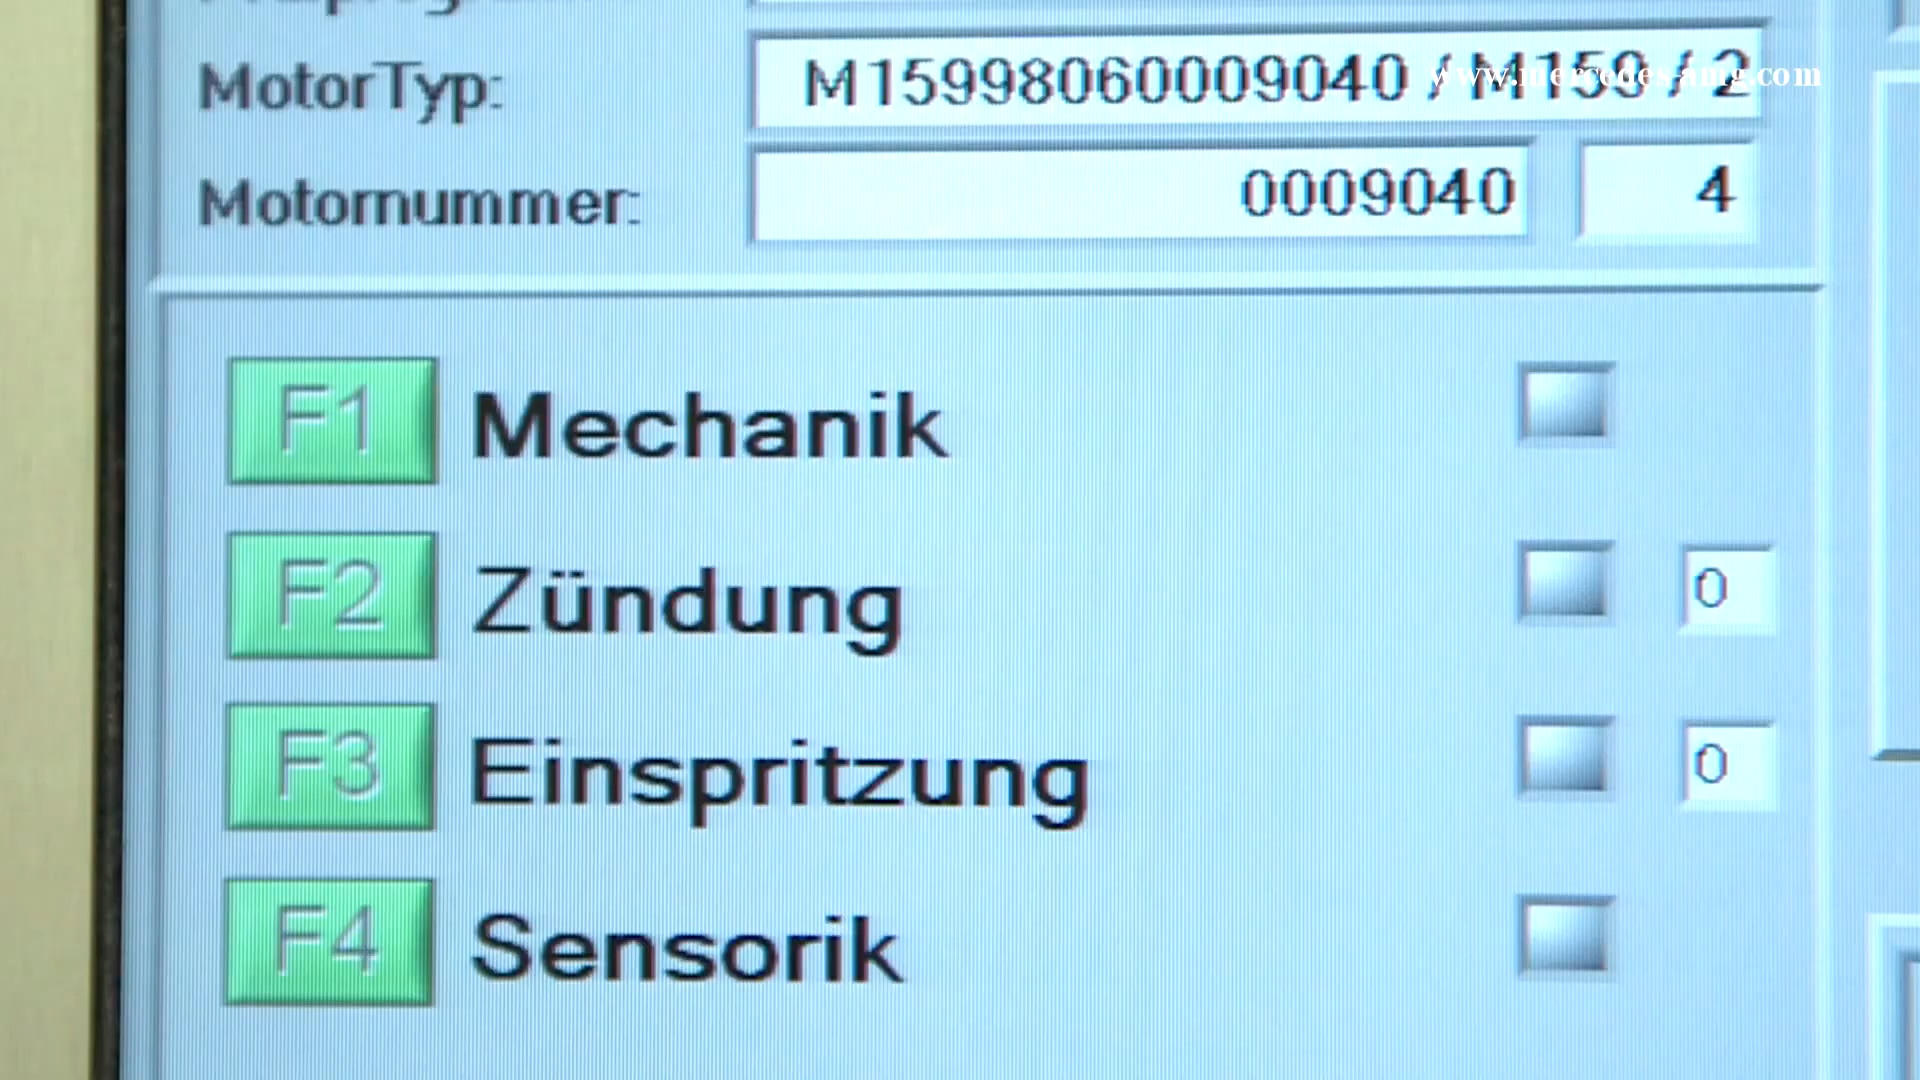 MotorTyp: M15998060009040 / M159 / 2
www.mercedes-amg.com
Motornummer: 0009040 4
F1 Mechanik
F2 Zündung 0
F3 Einspritzung 0
F4 Sensorik